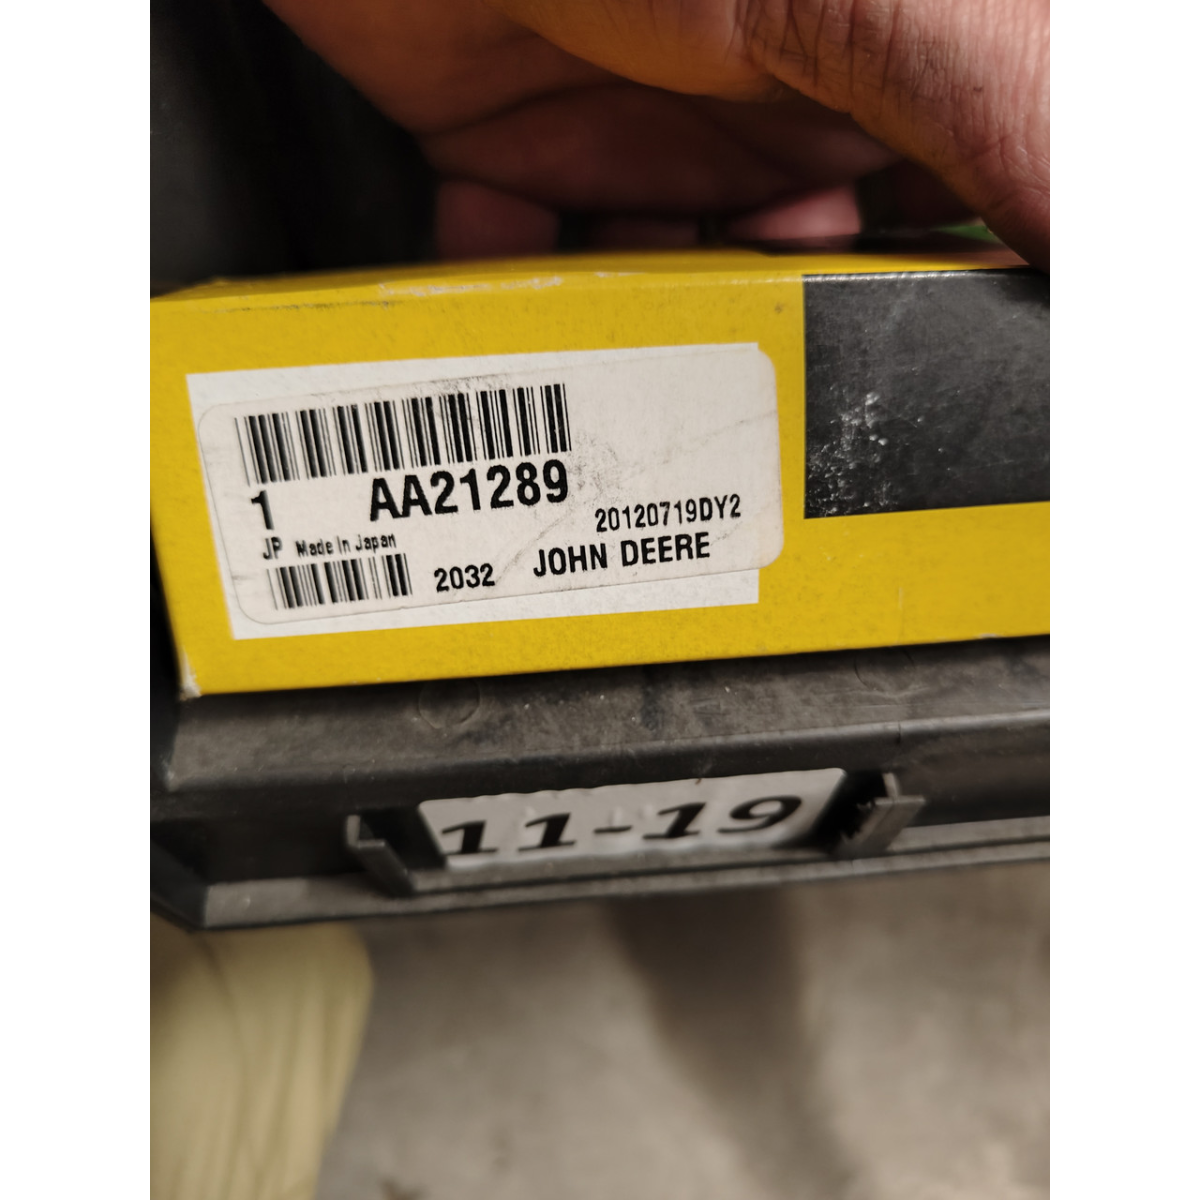 1 AA21289
20120719DY2
JP Made In Japan
2032 JOHN DEERE
11-19